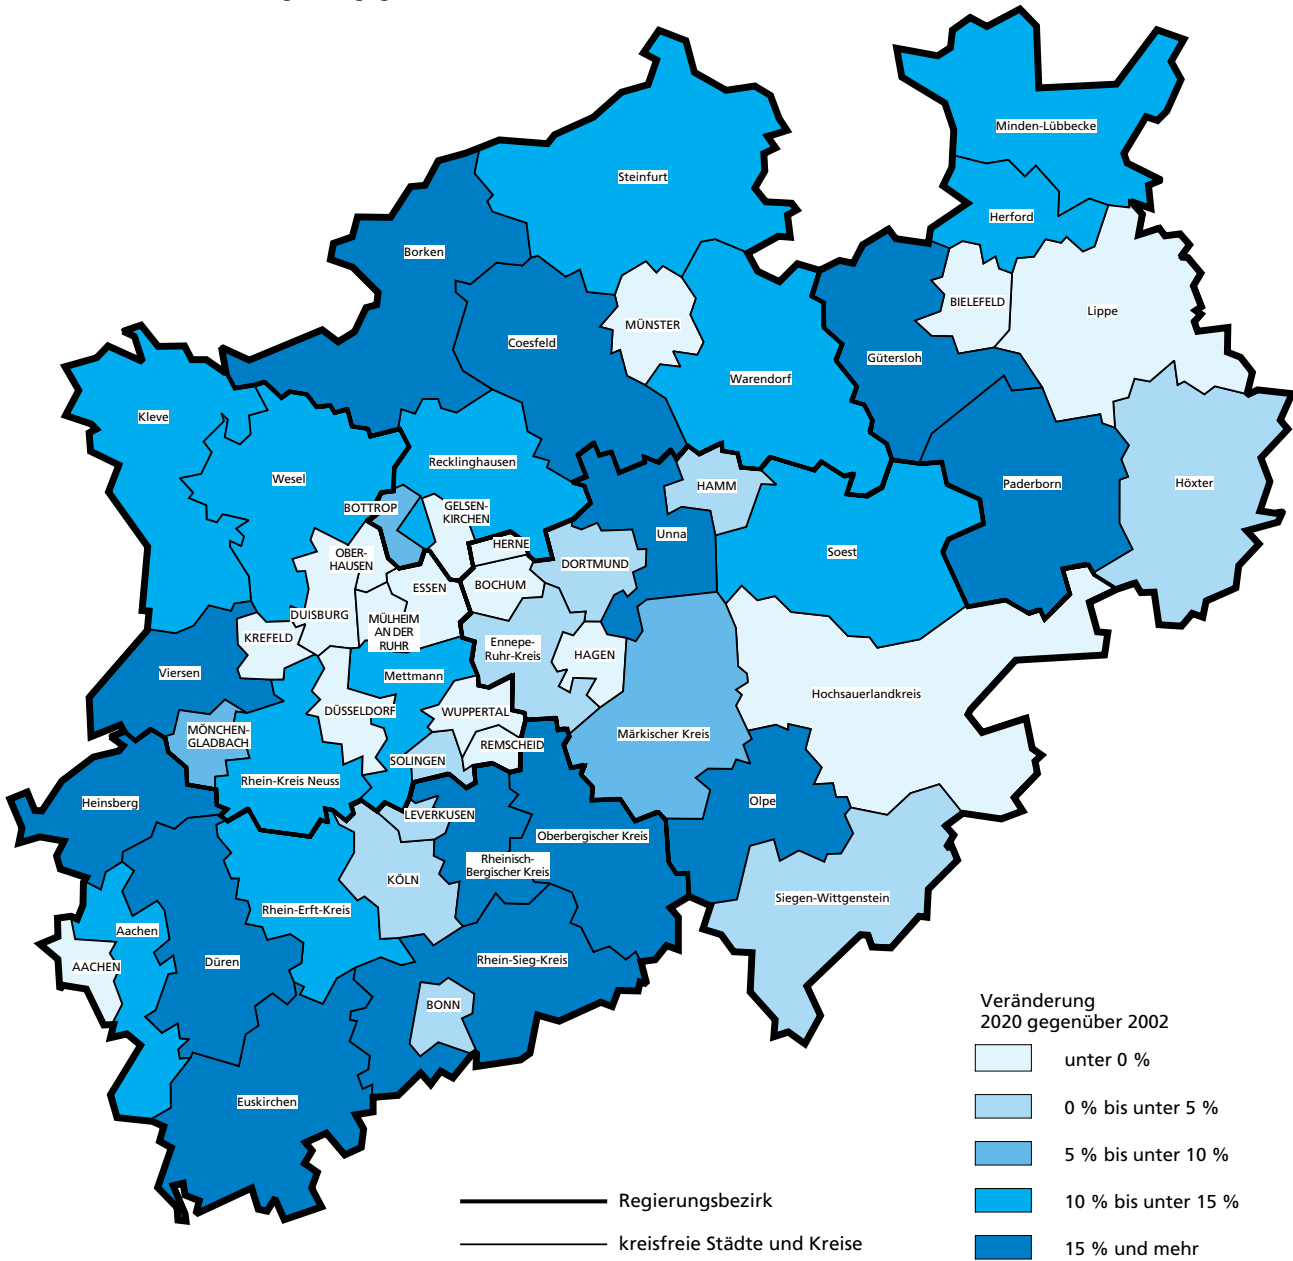 Minden-Lübbecke
Steinfurt
Herford
Borken
BIELEFELD
Lippe
MÜNSTER
Coesfeld
Gütersloh
Warendorf
Kleve
Recklinghausen
Wesel
HAMM
Paderborn
Höxter
BOTTROP
GELSEN-
KIRCHEN
Unna
HERNE
Soest
OBER-
HAUSEN
DORTMUND
ESSEN
BOCHUM
DUISBURG
MÜLHEIM
AN DER
RUHR
KREFELD
Ennepe-
Ruhr-Kreis
HAGEN
Viersen
Mettmann
Hochsauerlandkreis
DÜSSELDORF
WUPPERTAL
MÖNCHEN-
GLADBACH
Märkischer Kreis
REMSCHEID
SOLINGEN
Rhein-Kreis Neuss
Heinsberg
Olpe
LEVERKUSEN
Oberbergischer Kreis
Rheinisch-
Bergischer Kreis
KÖLN
Siegen-Wittgenstein
Rhein-Erft-Kreis
Aachen
AACHEN
Düren
Rhein-Sieg-Kreis
BONN
Euskirchen
Veränderung
2020 gegenüber 2002
unter 0 %
0 % bis unter 5 %
5 % bis unter 10 %
10 % bis unter 15 %
15 % und mehr
Regierungsbezirk
kreisfreie Städte und Kreise